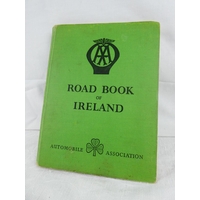 AA
ROAD BOOK
OF
IRELAND
AUTOMOBILE ASSOCIATION